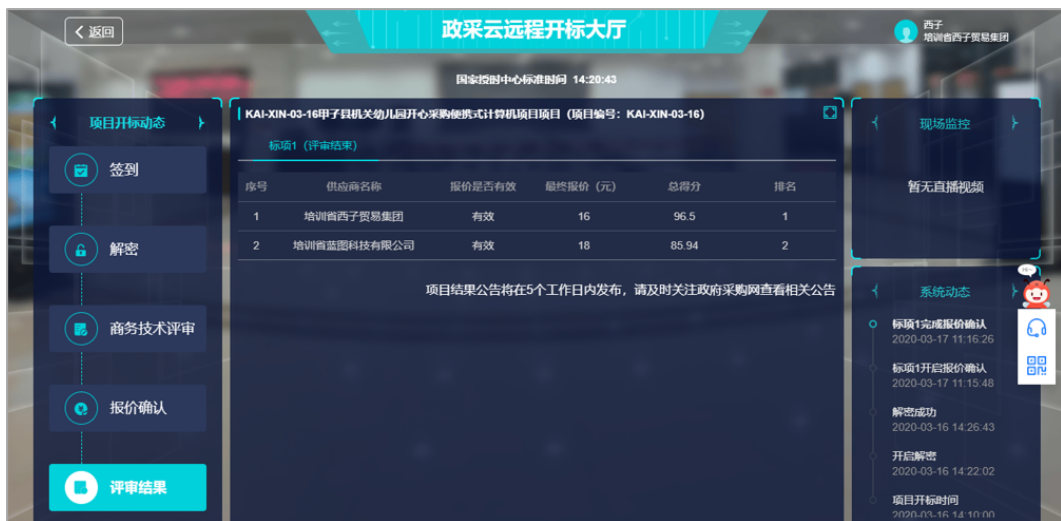 返回
政采云远程开标大厅
西子
培训省西子贸易集团
国家授时中心标准时间 14:20:43
项目开标动态
签到
解密
商务技术评审
报价确认
评审结果
KAI-XIN-03-16甲子县机关幼儿园开心采购便携式计算机项目项目（项目编号：KAI-XIN-03-16）
标项1（评审结果）
序号 供应商名称 报价是否有效 最终报价（元） 总得分 排名
1 培训省西子贸易集团 有效 16 96.5 1
2 培训省蓝图科技有限公司 有效 18 85.94 2
项目结果公告将在5个工作日内发布，请及时关注政府采购网查看相关公告
现场监控
暂无直播视频
系统动态
标项1完成报价确认
2020-03-17 11:16:26
标项1开启报价确认
2020-03-17 11:15:48
解密成功
2020-03-16 14:26:43
开启解密
2020-03-16 14:22:02
项目开标时间
2020-03-16 14:10:00